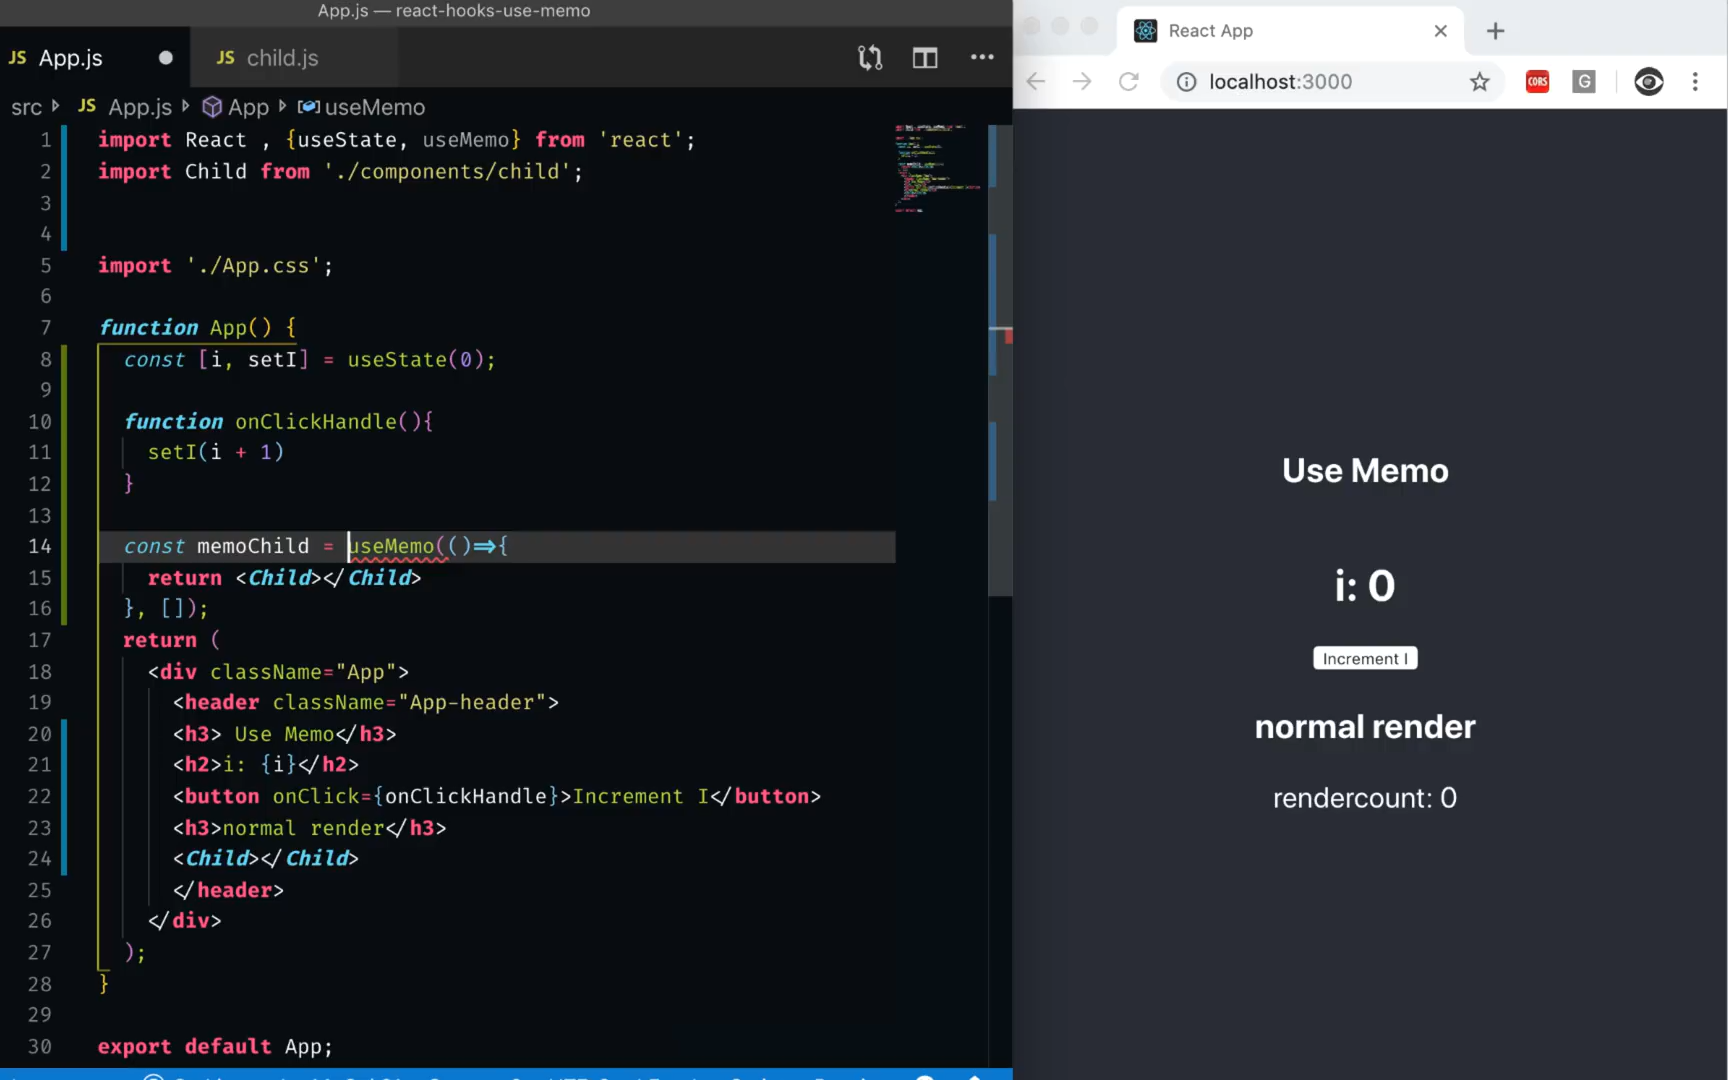 App.js — react-hooks-use-memo
JS App.js
JS child.js
src JS App.js App useMemo
1 import React , {useState, useMemo} from 'react';
2 import Child from './components/child';
3
4
5 import './App.css';
6
7 function App() {
8 const [i, setI] = useState(0);
9
10 function onClickHandle(){
11 setI(i + 1)
12 }
13
14 const memoChild = useMemo(()=>{
15 return <Child></Child>
16 }, []);
17 return (
18 <div className="App">
19 <header className="App-header">
20 <h3> Use Memo</h3>
21 <h2>i: {i}</h2>
22 <button onClick={onClickHandle}>Increment I</button>
23 <h3>normal render</h3>
24 <Child></Child>
25 </header>
26 </div>
27 );
28 }
29
30 export default App;
React App
localhost:3000
CORS
G
Use Memo
i: 0
Increment I
normal render
rendercount: 0